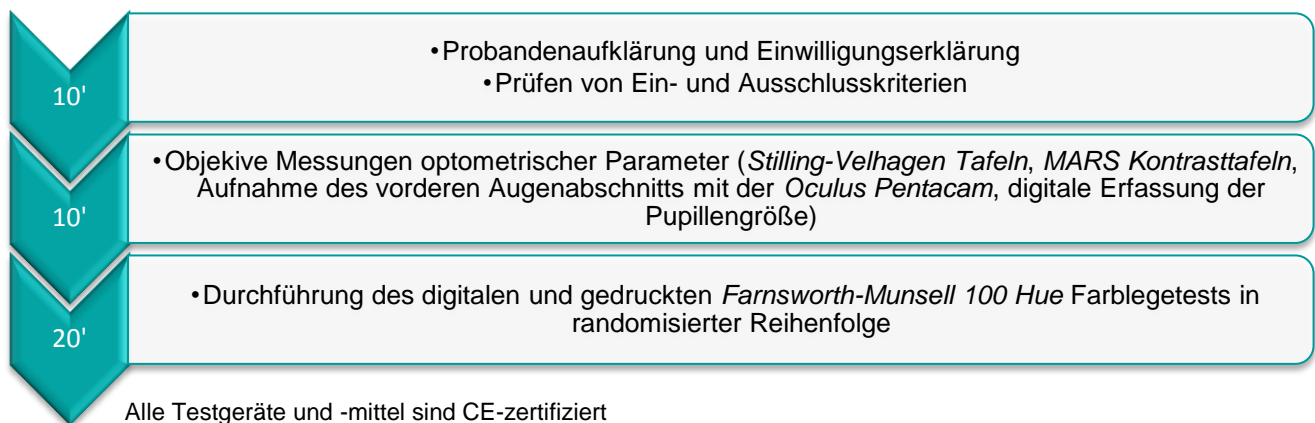 10'
•Probandenaufklärung und Einwilligungserklärung
•Prüfen von Ein- und Ausschlusskriterien
10'
•Objekive Messungen optometrischer Parameter (Stilling-Velhagen Tafeln, MARS Kontrasttafeln,
Aufnahme des vorderen Augenabschnitts mit der Oculus Pentacam, digitale Erfassung der
Pupillengröße)
20'
•Durchführung des digitalen und gedruckten Farnsworth-Munsell 100 Hue Farblegetests in
randomisierter Reihenfolge
Alle Testgeräte und -mittel sind CE-zertifiziert